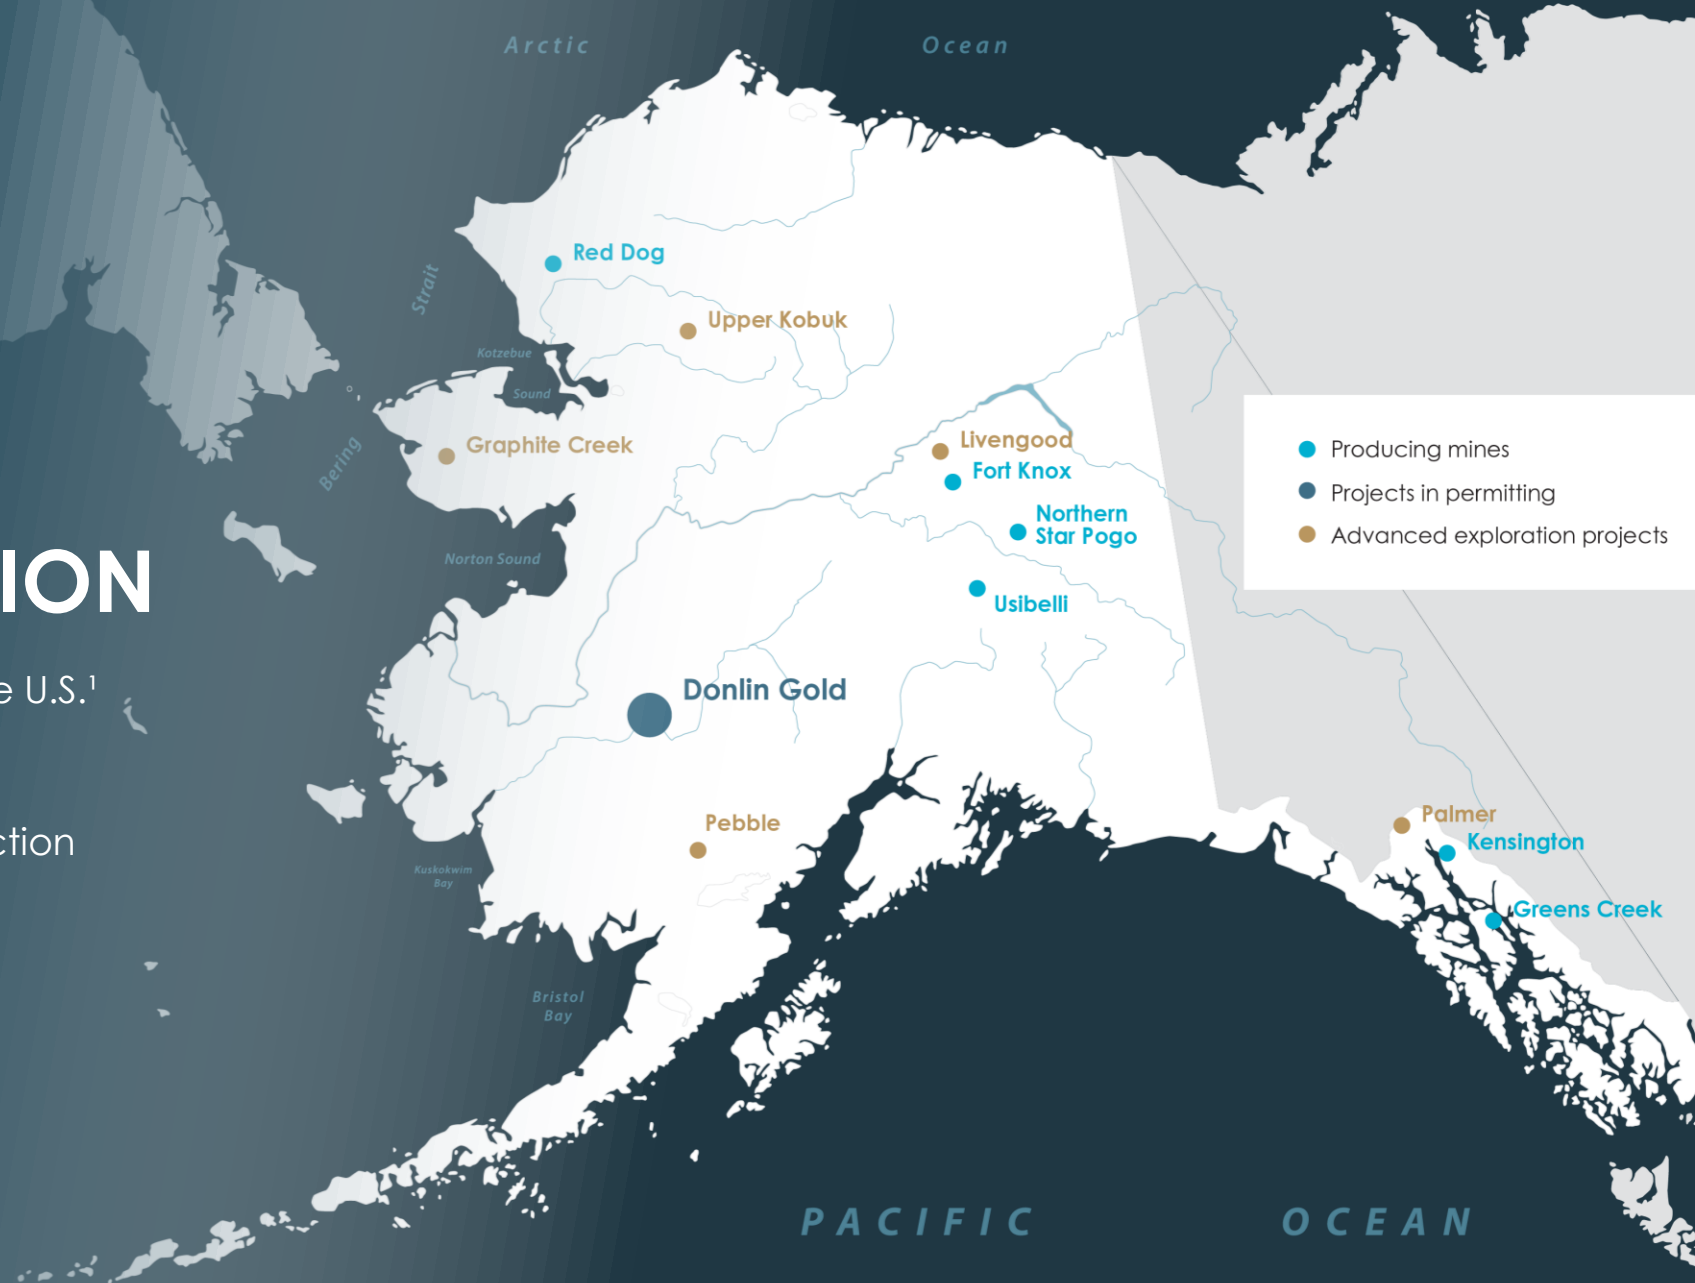 Arctic Ocean
Red Dog
Strait
Upper Kobuk
Kotzebue
Sound
Bering
Graphite Creek
Livengood
Fort Knox
Northern
Star Pogo
Norton Sound
Usibelli
Producing mines
Projects in permitting
Advanced exploration projects
ION
e U.S.¹
ction
Donlin Gold
Pebble
Palmer
Kensington
Greens Creek
Kuskokwim
Bay
Bristol
Bay
PACIFIC OCEAN